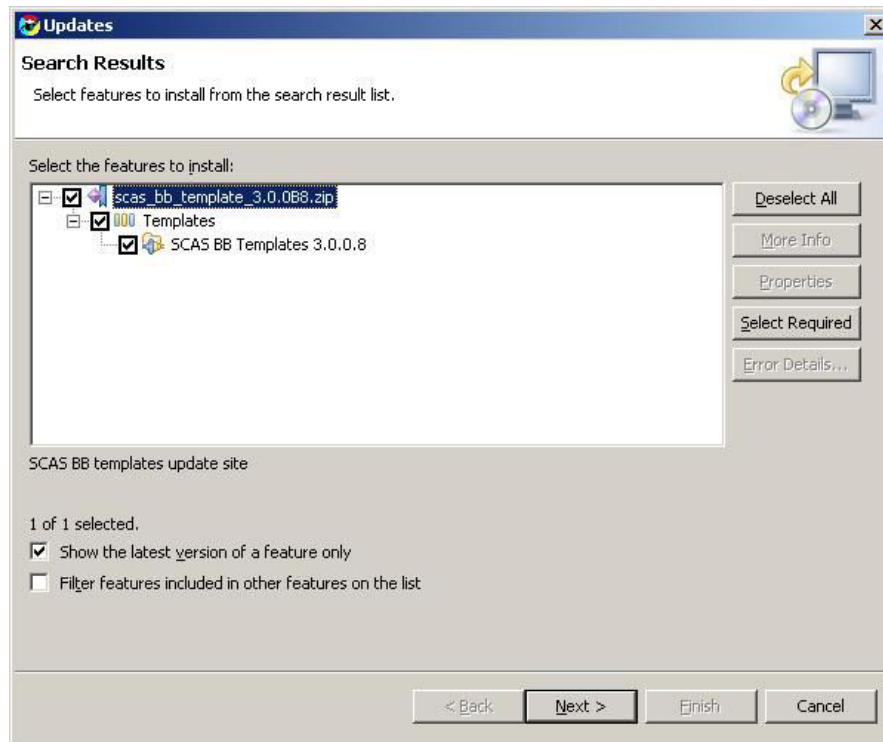 Updates
Search Results
Select features to install from the search result list.
Select the features to install:
scas_bb_template_3.0.0B8.zip
Templates
SCAS BB Templates 3.0.0.8
Deselect All
More Info
Properties
Select Required
Error Details...
SCAS BB templates update site
1 of 1 selected.
Show the latest version of a feature only
Filter features included in other features on the list
< Back
Next >
Finish
Cancel